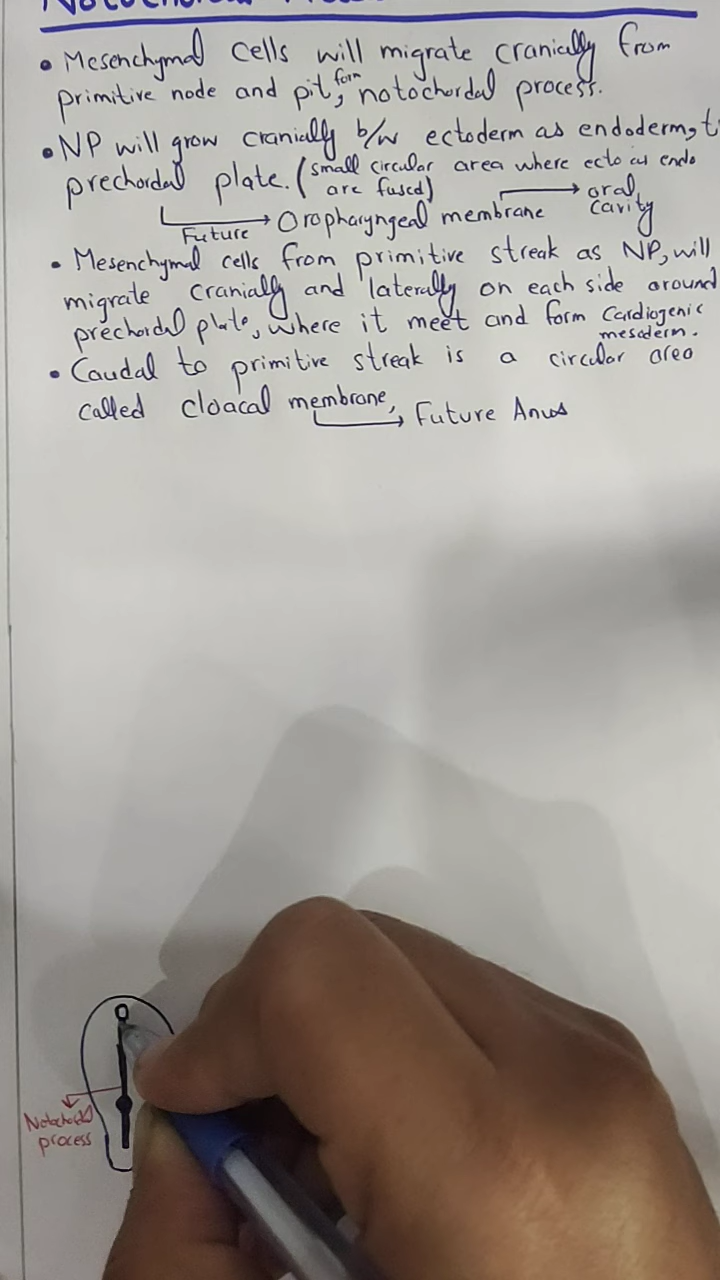 • Mesenchymal cells will migrate cranially from
primitive node and pit, form notochordal process.
• NP will grow cranially b/w ectoderm as endoderm, t
prechordal plate. (small circular area where ecto as endo
are fused)
→ oral
cavity
Future → Oropharyngeal membrane
• Mesenchymal cells from primitive streak as NP, will
migrate cranially and laterally on each side around
prechordal plate, where it meet and form Cardiogenic
mesoderm.
• Caudal to primitive streak is a circular area
called cloacal membrane,
→ Future Anus
Notochordal
process